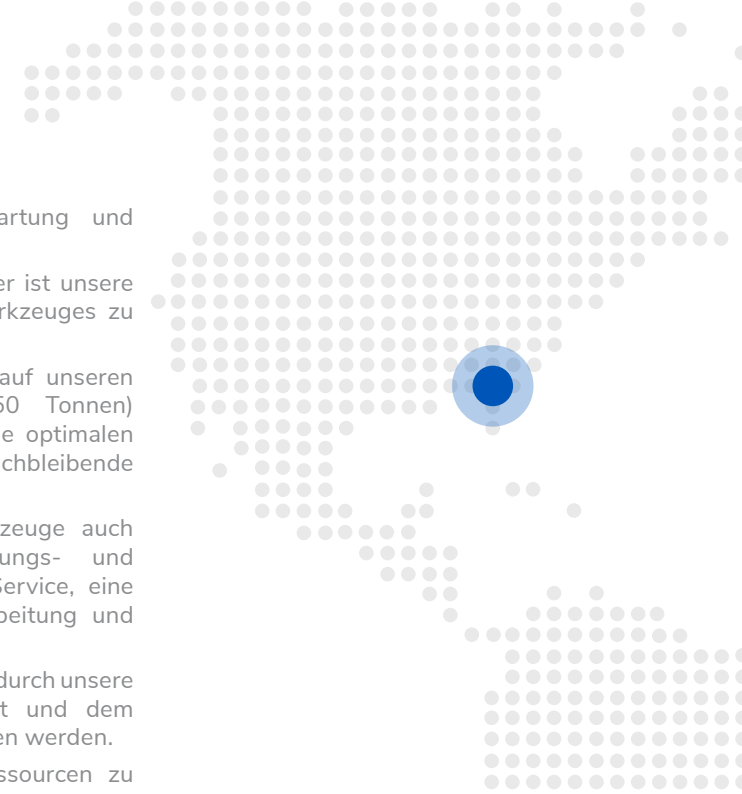 artung und
er ist unsere
rkzeuges zu
auf unseren
50 Tonnen)
e optimalen
chbleibende
zeuge auch
ungs- und
Service, eine
beitung und
durch unsere
t und dem
en werden.
ssourcen zu